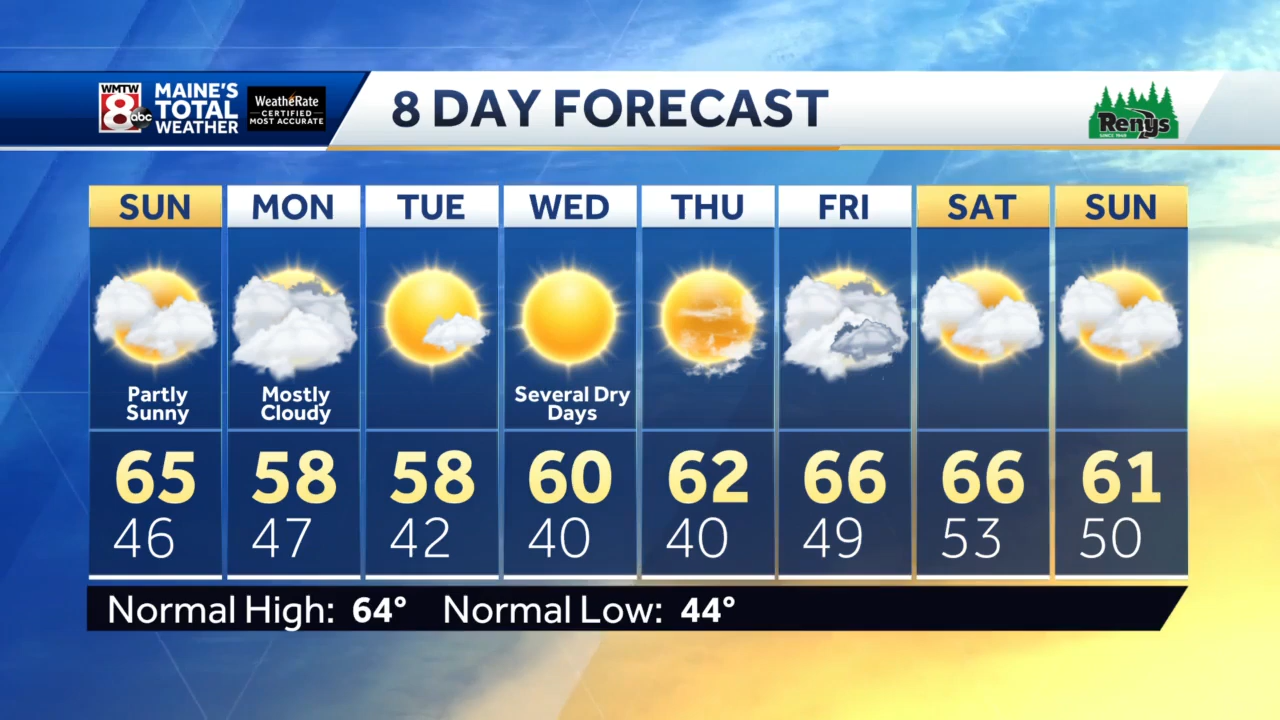 WMTW
8
abc
MAINE'S
TOTAL
WEATHER
WeatheRate
CERTIFIED
MOST ACCURATE
8 DAY FORECAST
Renys
SINCE 1949
SUN MON TUE WED THU FRI SAT SUN
Partly
Sunny
Mostly
Cloudy
Several Dry
Days
65 58 58 60 62 66 66 61
46 47 42 40 40 49 53 50
Normal High: 64° Normal Low: 44°